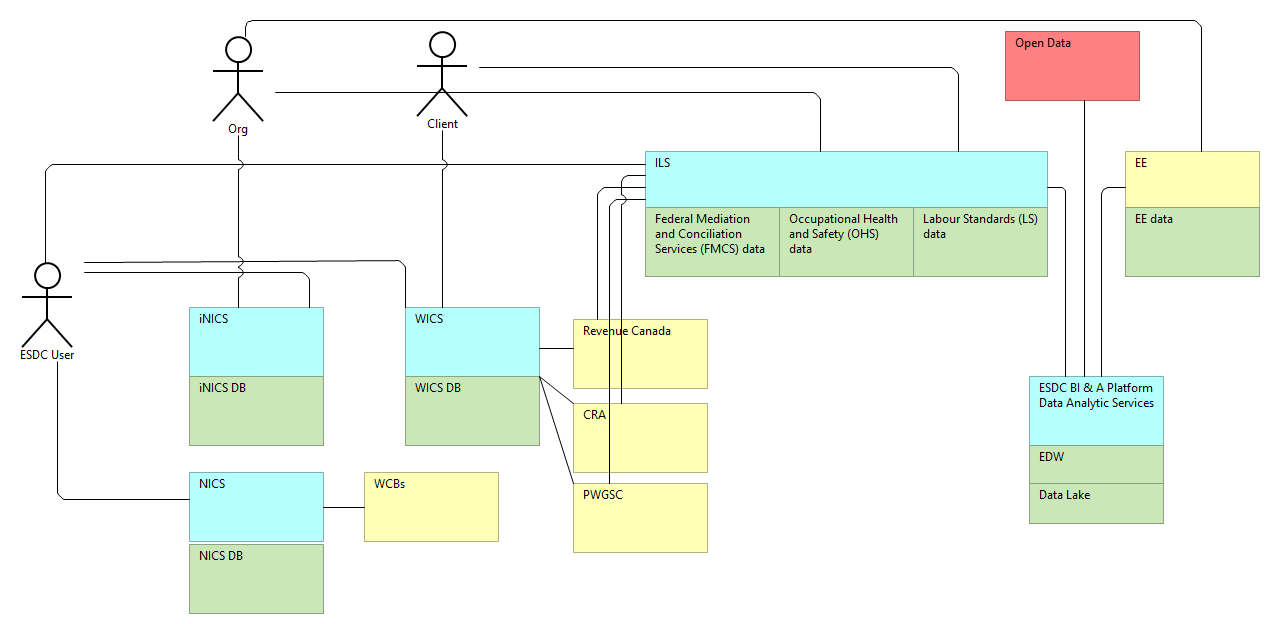 Open Data
Org
Client
ILS
EE
Federal Mediation
and Conciliation
Services (FMCS) data
Occupational Health
and Safety (OHS)
data
Labour Standards (LS)
data
EE data
ESDC User
iNICS
WICS
Revenue Canada
iNICS DB
WICS DB
ESDC BI & A Platform
Data Analytic Services
CRA
EDW
NICS
WCBs
PWGSC
Data Lake
NICS DB